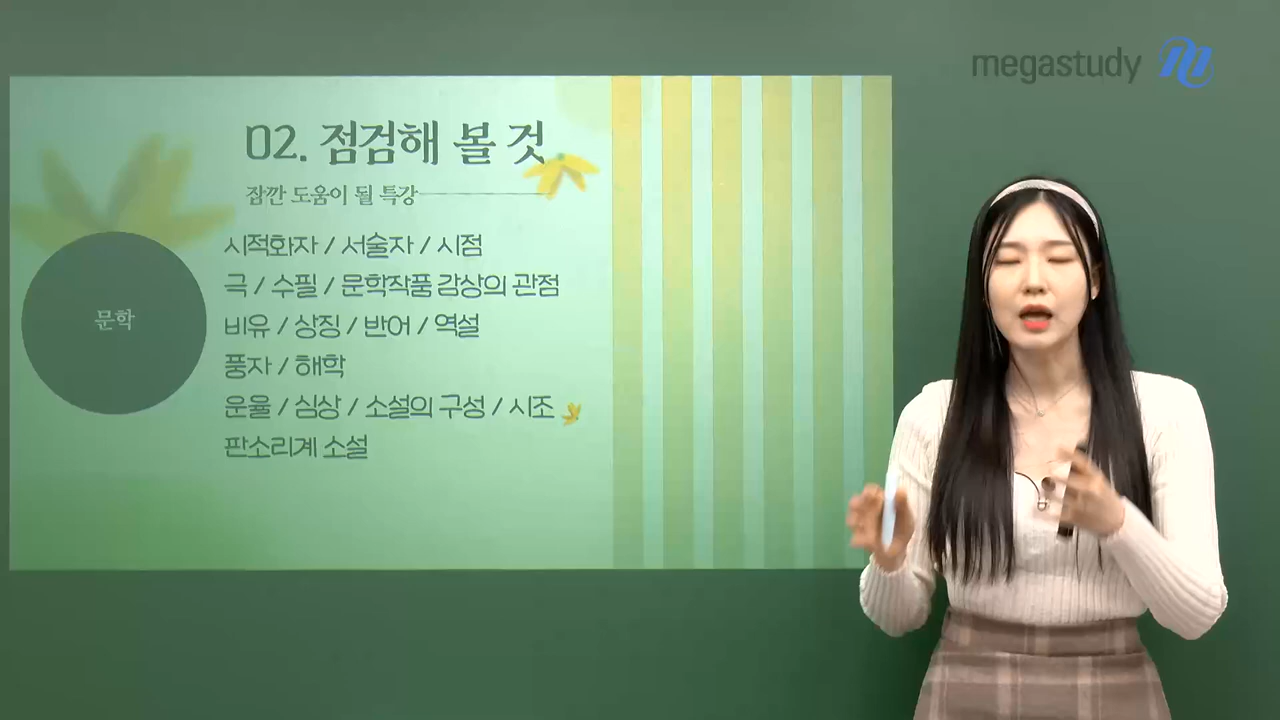 megastudy
02. 점검해 볼 것
잠깐 도움이 될 특강
문학
시적화자 / 서술자 / 시점
극 / 수필 / 문학작품 감상의 관점
비유 / 상징 / 반어 / 역설
풍자 / 해학
운율 / 심상 / 소설의 구성 / 시조
판소리계 소설